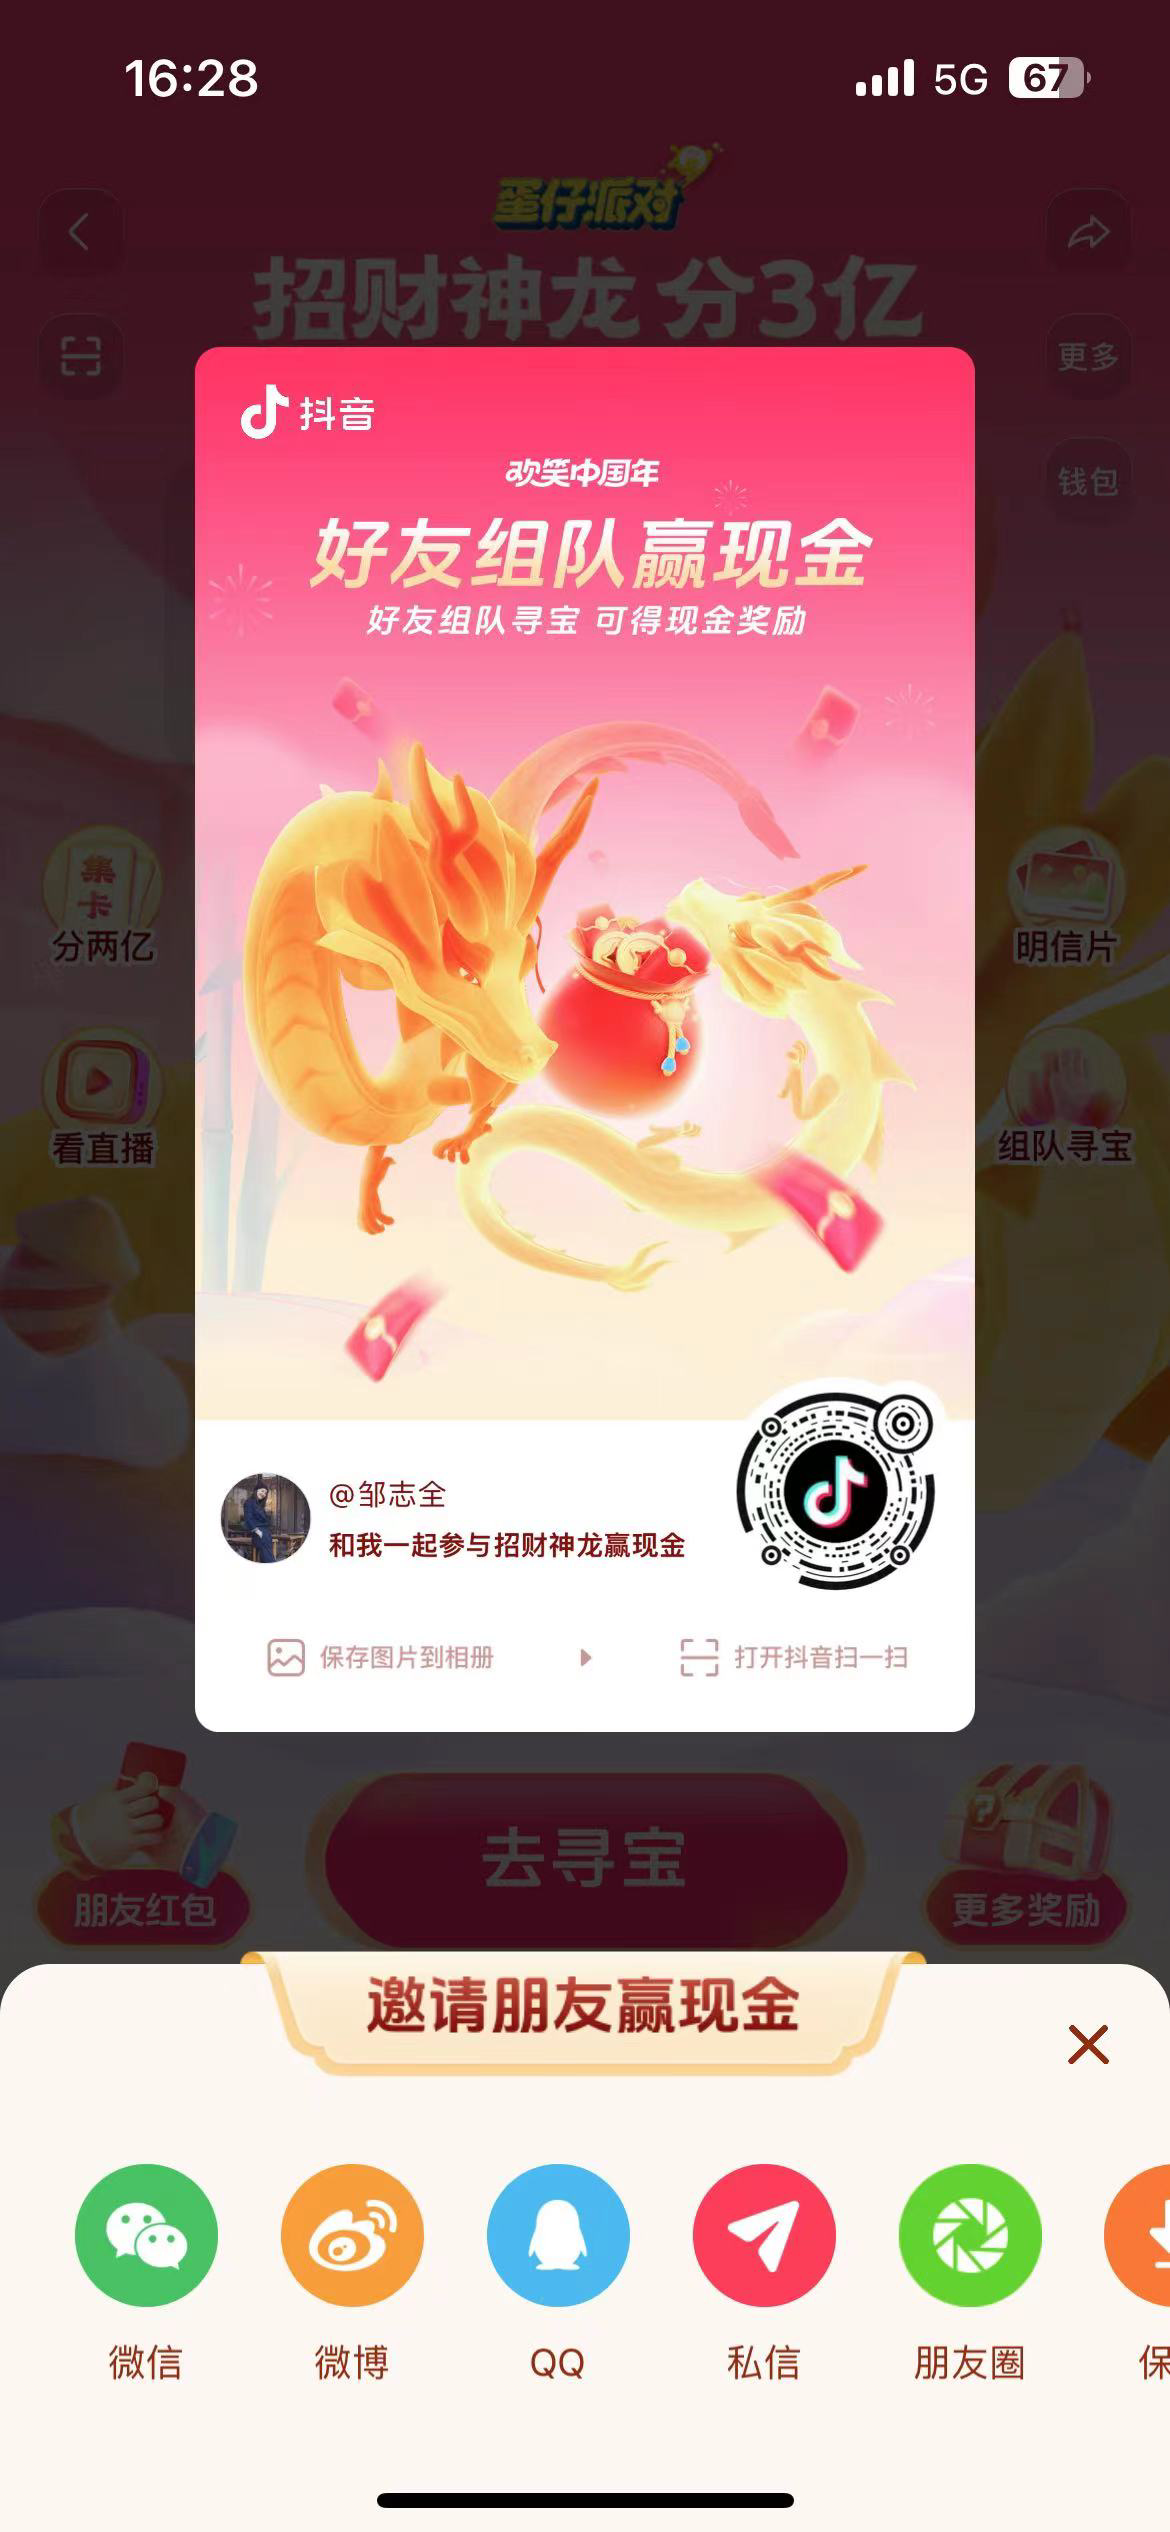 16:28
5G
67
蛋仔派对
招财神龙 分3亿
更多
钱包
抖音
欢笑中国年
好友组队赢现金
好友组队寻宝 可得现金奖励
集卡
分两亿
明信片
看直播
组队寻宝
@邹志全
和我一起参与招财神龙赢现金
保存图片到相册
打开抖音扫一扫
去寻宝
朋友红包
更多奖励
邀请朋友赢现金
微信
微博
QQ
私信
朋友圈
保